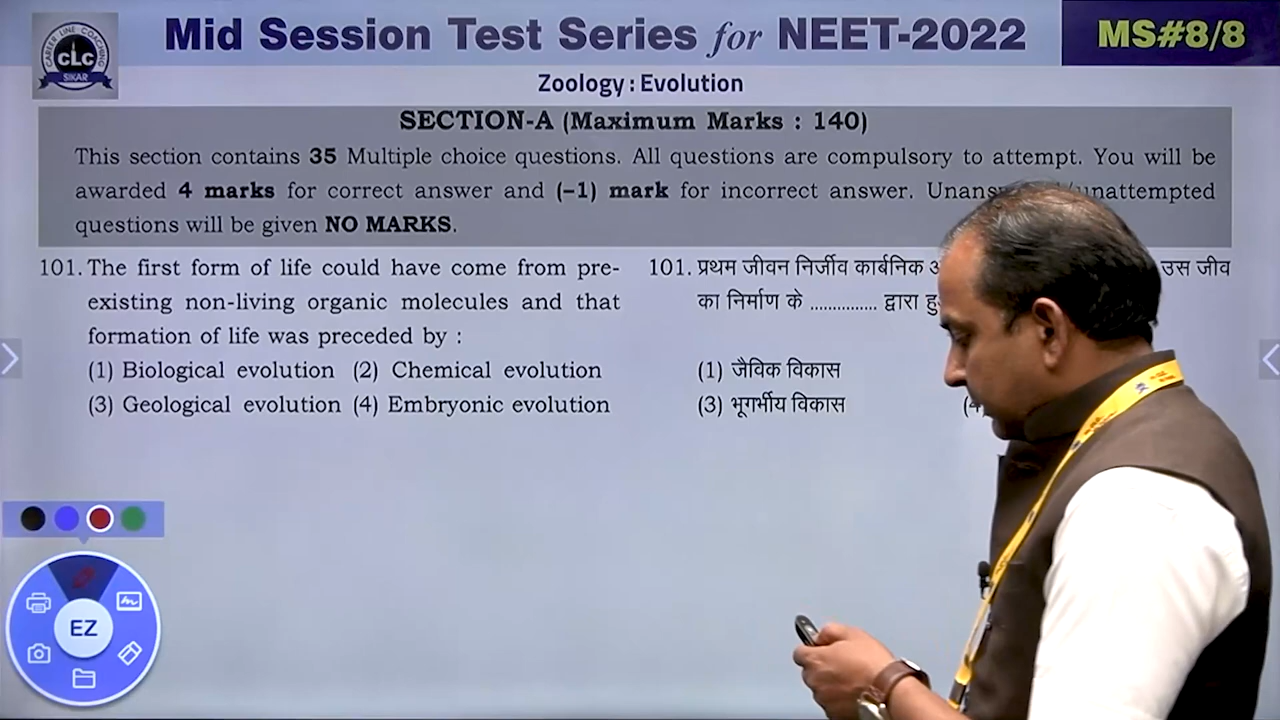 Mid Session Test Series for NEET-2022
MS#8/8
CAREER LINE COACHING
CLC
SIKAR
Zoology : Evolution
SECTION-A (Maximum Marks : 140)
This section contains 35 Multiple choice questions. All questions are compulsory to attempt. You will be
awarded 4 marks for correct answer and (–1) mark for incorrect answer. unattempted
questions will be given NO MARKS.
101. The first form of life could have come from pre-
existing non-living organic molecules and that
formation of life was preceded by :
(1) Biological evolution (2) Chemical evolution
(3) Geological evolution (4) Embryonic evolution
101. प्रथम जीवन निर्जीव कार्बनिक उस जीव
का निर्माण के .............. द्वारा
(1) जैविक विकास
(3) भूगर्भीय विकास (4)
EZ